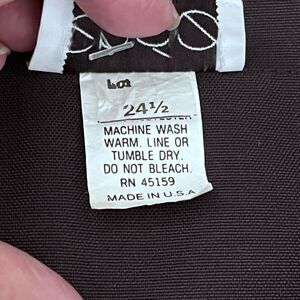 24½
MACHINE WASH
WARM. LINE OR
TUMBLE DRY.
DO NOT BLEACH.
RN 45159
MADE IN U.S.A